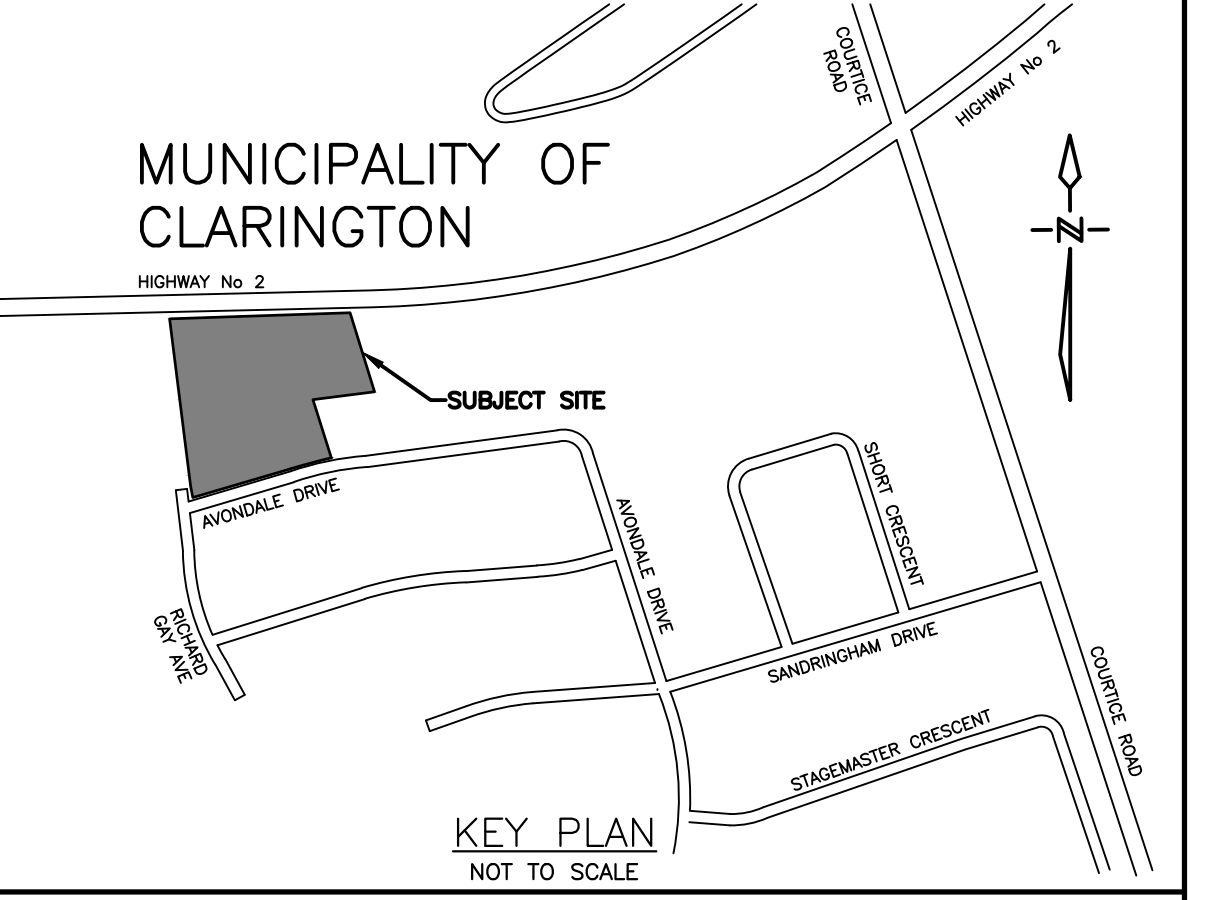 COURTICE
ROAD
HIGHWAY No 2
MUNICIPALITY OF
CLARINGTON
HIGHWAY No 2
N
SUBJECT SITE
AVONDALE DRIVE
SHORT CRESCENT
AVONDALE DRIVE
RICHARD
GAY AVE
SANDRINGHAM DRIVE
COURTICE ROAD
STAGEMASTER CRESCENT
KEY PLAN
NOT TO SCALE